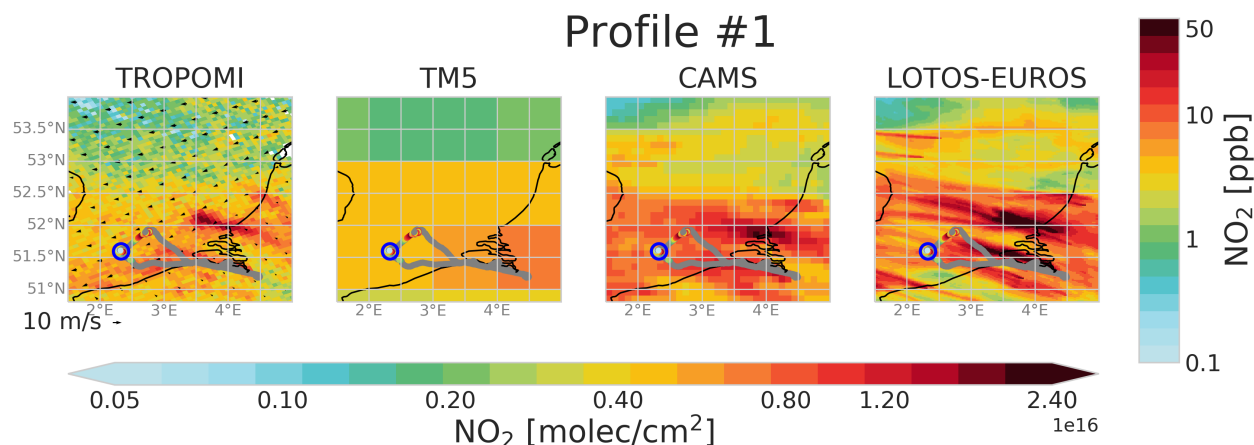 Profile #1
TROPOMI TM5 CAMS LOTOS-EUROS
53.5°N
53°N
52.5°N
52°N
51.5°N
51°N
2°E 3°E 4°E 2°E 3°E 4°E 2°E 3°E 4°E 2°E 3°E 4°E
10 m/s
50
10
1
0.1
NO2 [ppb]
0.05 0.10 0.20 0.40 0.80 1.20 2.40
1e16
NO2 [molec/cm2]